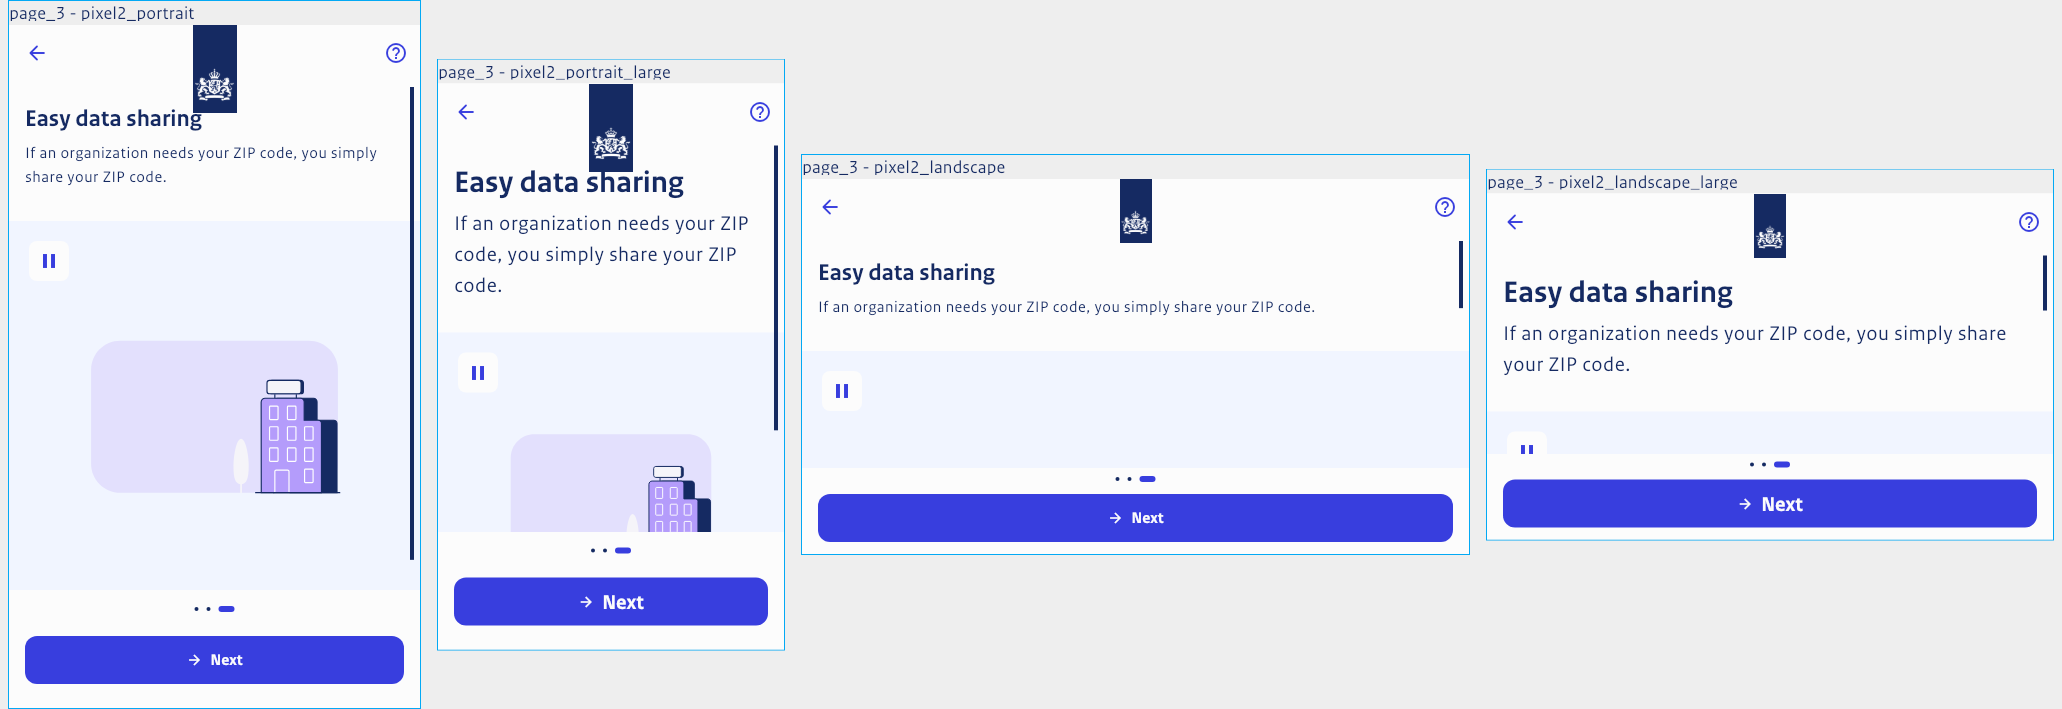 page_3 - pixel2_portrait
Easy data sharing
If an organization needs your ZIP code, you simply
share your ZIP code.
Next
page_3 - pixel2_portrait_large
Easy data sharing
If an organization needs your ZIP
code, you simply share your ZIP
code.
Next
page_3 - pixel2_landscape
Easy data sharing
If an organization needs your ZIP code, you simply share your ZIP code.
Next
page_3 - pixel2_landscape_large
Easy data sharing
If an organization needs your ZIP code, you simply share
your ZIP code.
Next